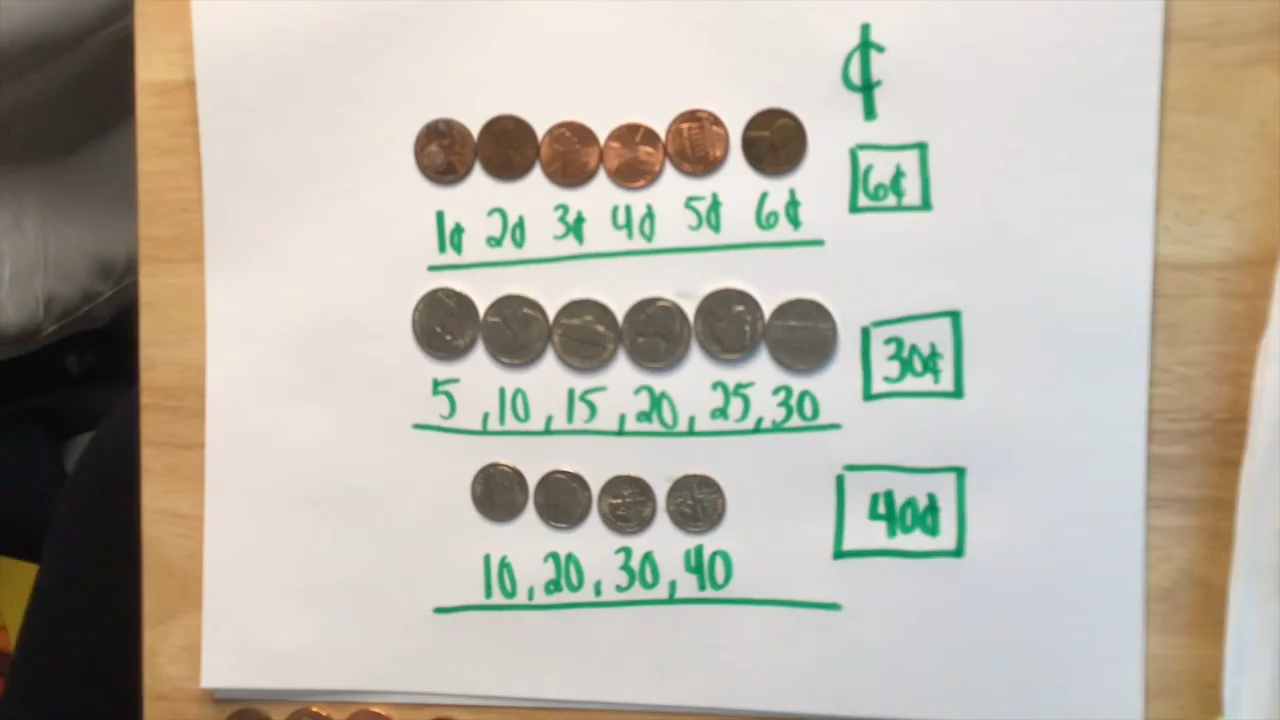 ¢
1¢ 2¢ 3¢ 4¢ 5¢ 6¢
6¢
5, 10, 15, 20, 25, 30
30¢
10, 20, 30, 40
40¢